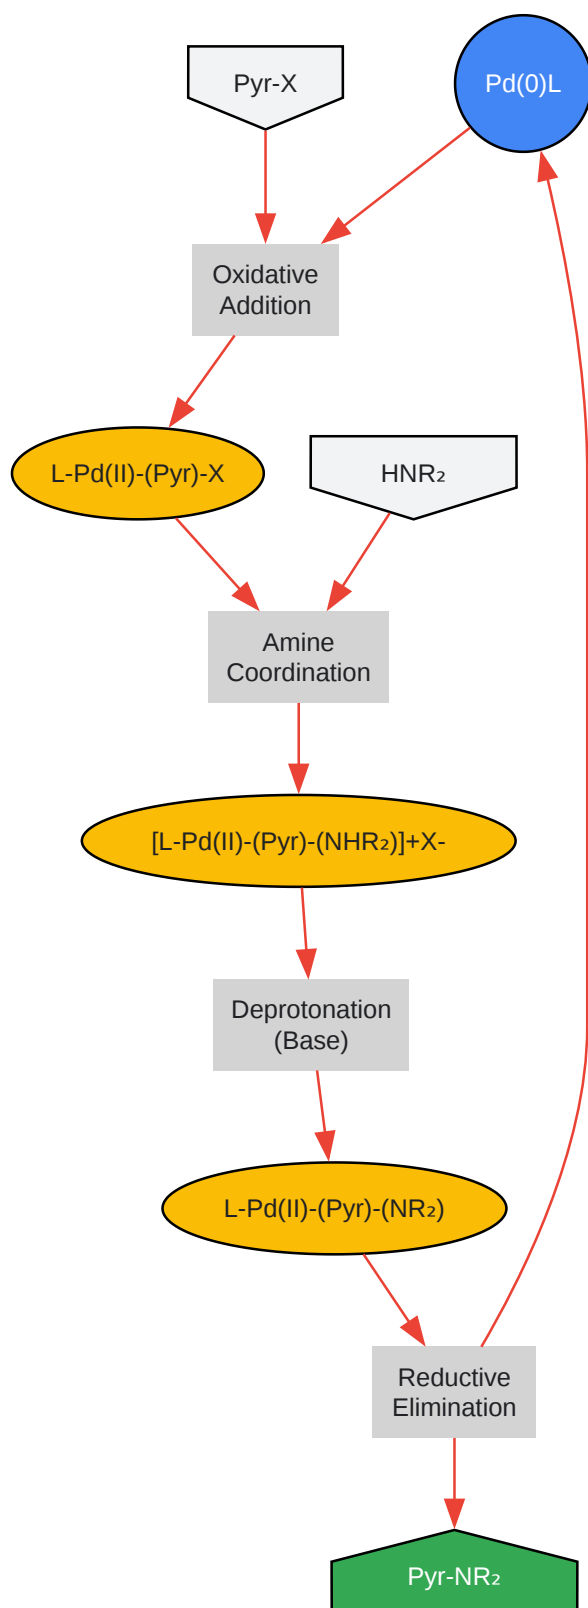 Pyr-X
Pd(0)L
Oxidative
Addition
L-Pd(II)-(Pyr)-X
HNR₂
Amine
Coordination
[L-Pd(II)-(Pyr)-(NHR₂)]+X-
Deprotonation
(Base)
L-Pd(II)-(Pyr)-(NR₂)
Reductive
Elimination
Pyr-NR₂